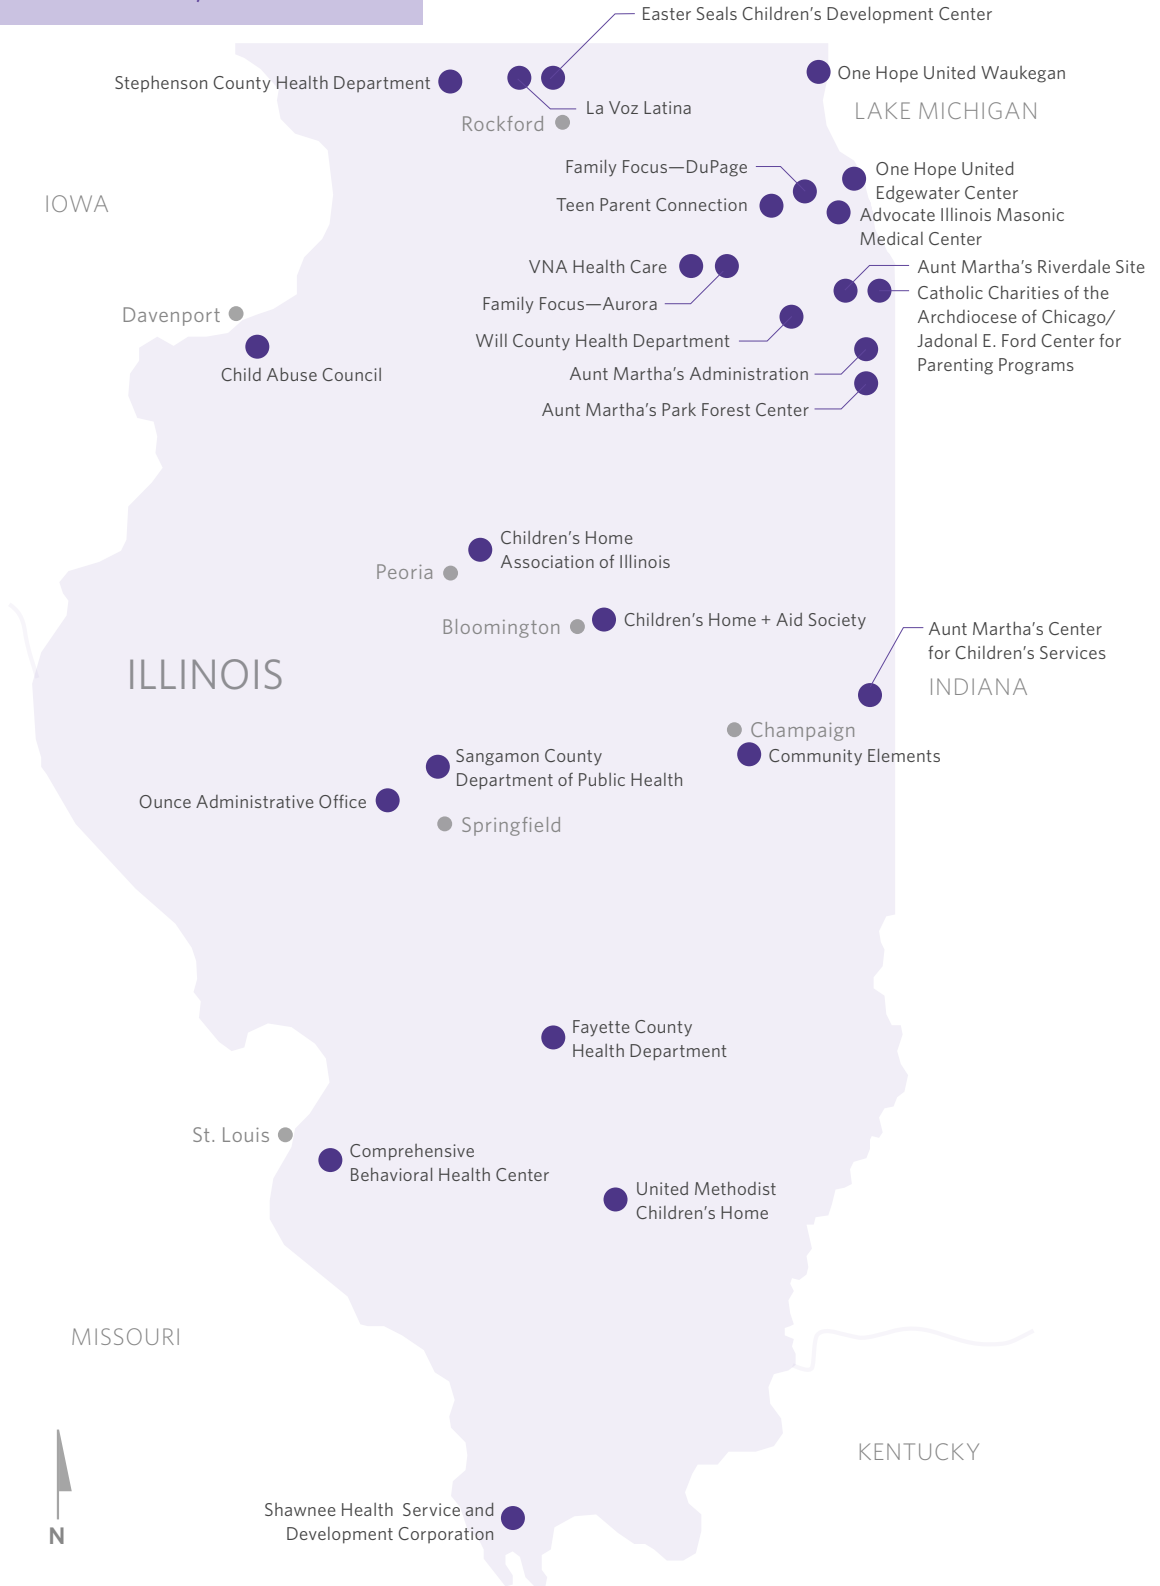 Easter Seals Children’s Development Center
Stephenson County Health Department
One Hope United Waukegan
La Voz Latina
LAKE MICHIGAN
Rockford
Family Focus—DuPage
One Hope United
Edgewater Center
IOWA
Teen Parent Connection
Advocate Illinois Masonic
Medical Center
VNA Health Care
Aunt Martha’s Riverdale Site
Family Focus—Aurora
Catholic Charities of the
Archdiocese of Chicago/
Jadonal E. Ford Center for
Parenting Programs
Davenport
Will County Health Department
Child Abuse Council
Aunt Martha’s Administration
Aunt Martha’s Park Forest Center
Children’s Home
Association of Illinois
Peoria
Bloomington
Children’s Home + Aid Society
Aunt Martha’s Center
for Children’s Services
ILLINOIS
INDIANA
Champaign
Community Elements
Sangamon County
Department of Public Health
Ounce Administrative Office
Springfield
Fayette County
Health Department
St. Louis
Comprehensive
Behavioral Health Center
United Methodist
Children’s Home
MISSOURI
KENTUCKY
Shawnee Health  Service and
Development Corporation
N